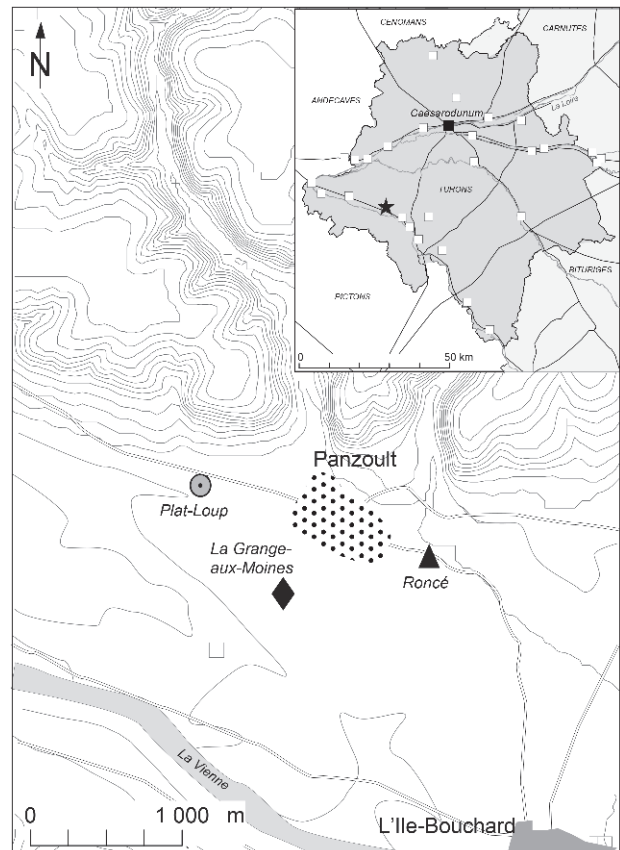 N
CENOMANS
CARNUTES
ANDECAVES
La Loire
Caesarodunum
TURONS
BITURIGES
PICTONS
0 50 km
Panzoult
Plat-Loup
La Grange-
aux-Moines
Roncé
La Vienne
0 1 000 m
L'Ile-Bouchard